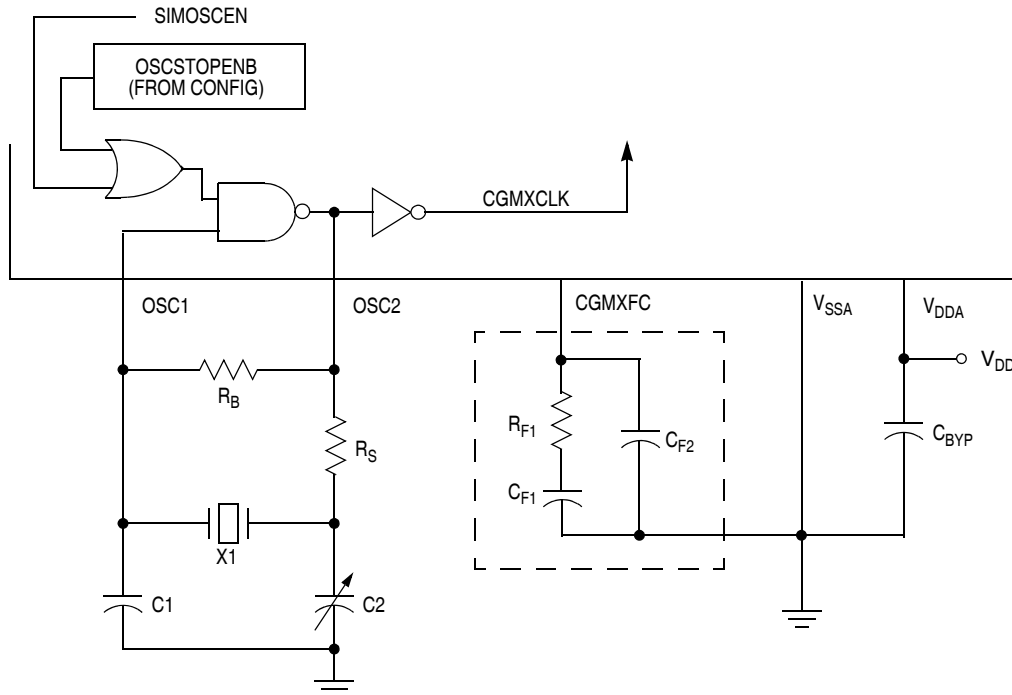 SIMOSCEN
OSCSTOPENB
(FROM CONFIG)
CGMXCLK
OSC1
OSC2
CGMXFC
VSSA
VDDA
VDD
RB
RS
RF1
CF2
CBYP
CF1
X1
C1
C2